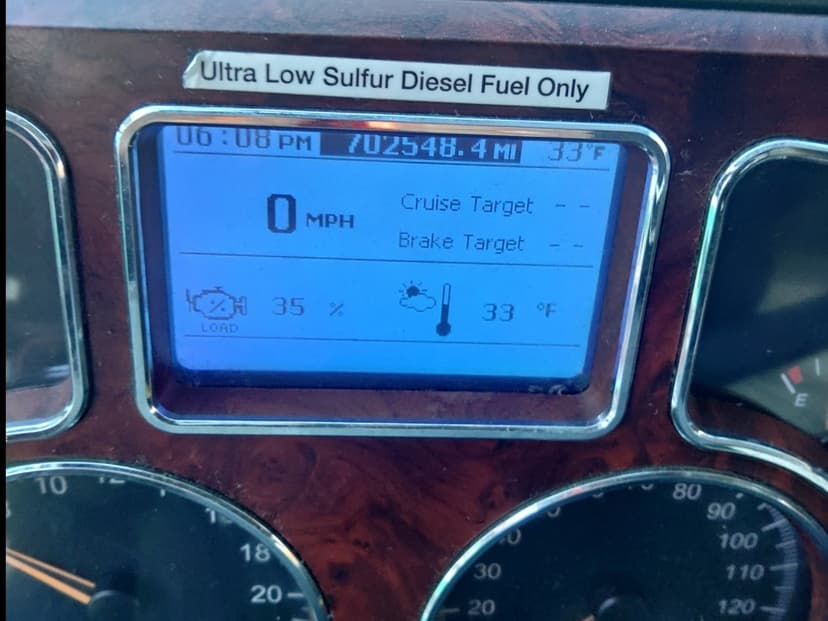 Ultra Low Sulfur Diesel Fuel Only
06:08 PM 702548.4 MI 33°F
0 MPH
Cruise Target - -
Brake Target - -
LOAD 35 % 33 °F
E
10 12
18
20
80
90
100
110
120
30
20